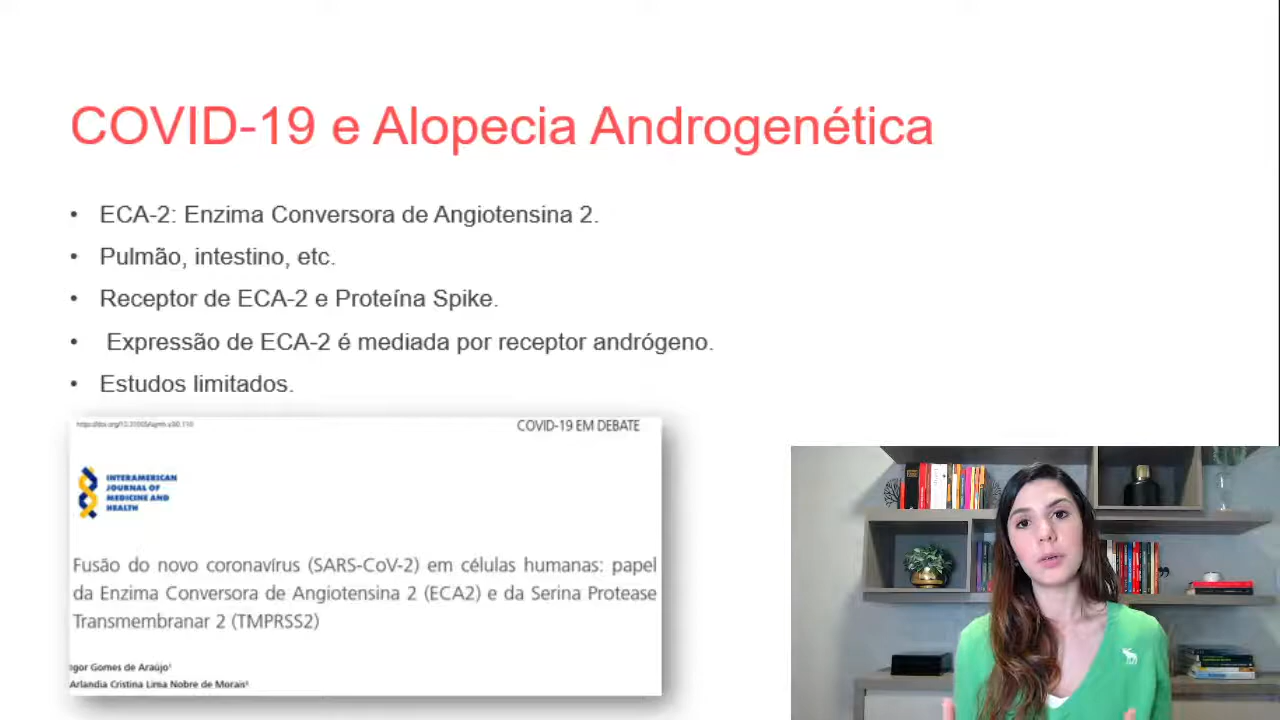 COVID-19 e Alopecia Androgenética
• ECA-2: Enzima Conversora de Angiotensina 2.
• Pulmão, intestino, etc.
• Receptor de ECA-2 e Proteína Spike.
• Expressão de ECA-2 é mediada por receptor andrógeno.
• Estudos limitados.
COVID-19 EM DEBATE
INTERAMERICAN
JOURNAL OF
MEDICINE AND
HEALTH
Fusão do novo coronavírus (SARS-CoV-2) em células humanas: papel
da Enzima Conversora de Angiotensina 2 (ECA2) e da Serina Protease
Transmembranar 2 (TMPRSS2)
Igor Gomes de Araújo¹
Arlandia Cristina Lima Nobre de Morais¹